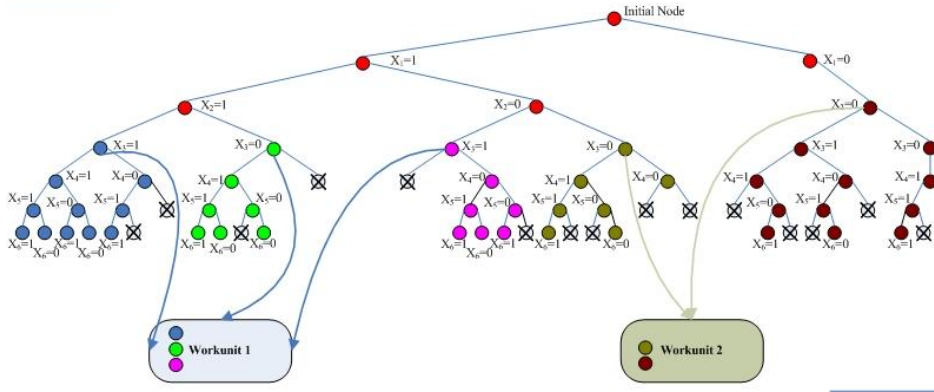 Initial Node
X₁=1
X₁=0
X₂=1
X₂=0
X₂=0
X₃=1
X₃=0
X₃=1
X₃=0
X₃=1
X₃=0
X₄=1
X₄=0
X₄=1
X₄=0
X₄=1
X₄=0
X₄=1
X₄=0
X₄=1
X₅=1
X₅=0
X₅=1
X₅=1
X₅=0
X₅=1
X₅=0
X₅=1
X₅=0
X₅=0
X₅=0
X₅=1
X₆=1
X₆=0
X₆=1
X₆=0
X₆=1
X₆=1
X₆=0
X₆=0
X₆=1
X₆=0
X₆=1
X₆=1
X₆=0
X₆=1
X₆=0
X₆=1
Workunit 1
Workunit 2